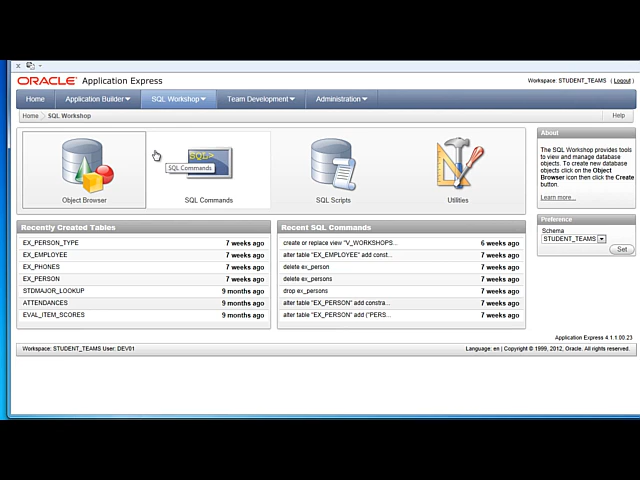 ORACLE Application Express
Workspace: STUDENT_TEAMS ( Logout )
Home Application Builder SQL Workshop Team Development Administration
Home SQL Workshop Help
SQL>
SQL Commands
Object Browser SQL Commands SQL Scripts Utilities
About
The SQL Workshop provides tools
to view and manage database
objects. To create new database
objects click on the Object
Browser icon then click the Create
button.
Learn more...
Preference
Schema
STUDENT_TEAMS
Set
Recently Created Tables
EX_PERSON_TYPE 7 weeks ago
EX_EMPLOYEE 7 weeks ago
EX_PHONES 7 weeks ago
EX_PERSON 7 weeks ago
STDMAJOR_LOOKUP 9 months ago
ATTENDANCES 9 months ago
EVAL_ITEM_SCORES 9 months ago
Recent SQL Commands
create or replace view "V_WORKSHOPS... 6 weeks ago
alter table "EX_EMPLOYEE" add const... 7 weeks ago
delete ex_person 7 weeks ago
delete ex_persons 7 weeks ago
drop ex_persons 7 weeks ago
alter table "EX_PERSON" add constra... 7 weeks ago
alter table "EX_PERSON" add ("PERS... 7 weeks ago
Application Express 4.1.1.00.23
Workspace: STUDENT_TEAMS User: DEV01
Language: en | Copyright © 1999, 2012, Oracle. All rights reserved.